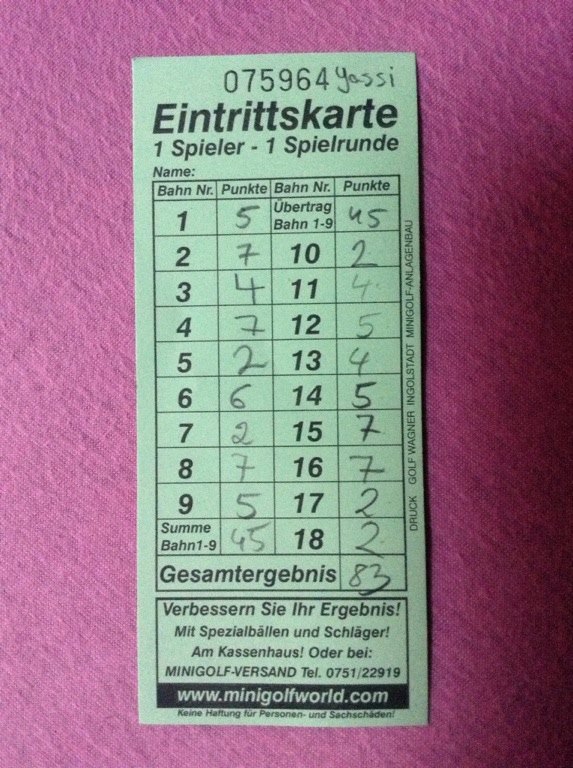 075964 Yassi
Eintrittskarte
1 Spieler - 1 Spielrunde
Name:
Bahn Nr. Punkte Bahn Nr. Punkte
1 5 Übertrag Bahn 1-9 45
2 7 10 2
3 4 11 4
4 7 12 5
5 2 13 4
6 6 14 5
7 2 15 7
8 7 16 7
9 5 17 2
Summe Bahn1-9 45 18 2
Gesamtergebnis 83
Verbessern Sie Ihr Ergebnis!
Mit Spezialbällen und Schläger!
Am Kassenhaus! Oder bei:
MINIGOLF-VERSAND Tel. 0751/22919
www.minigolfworld.com
Keine Haftung für Personen- und Sachschäden!
DRUCK GOLF WAGNER INGOLSTADT MINIGOLF-ANLAGENBAU